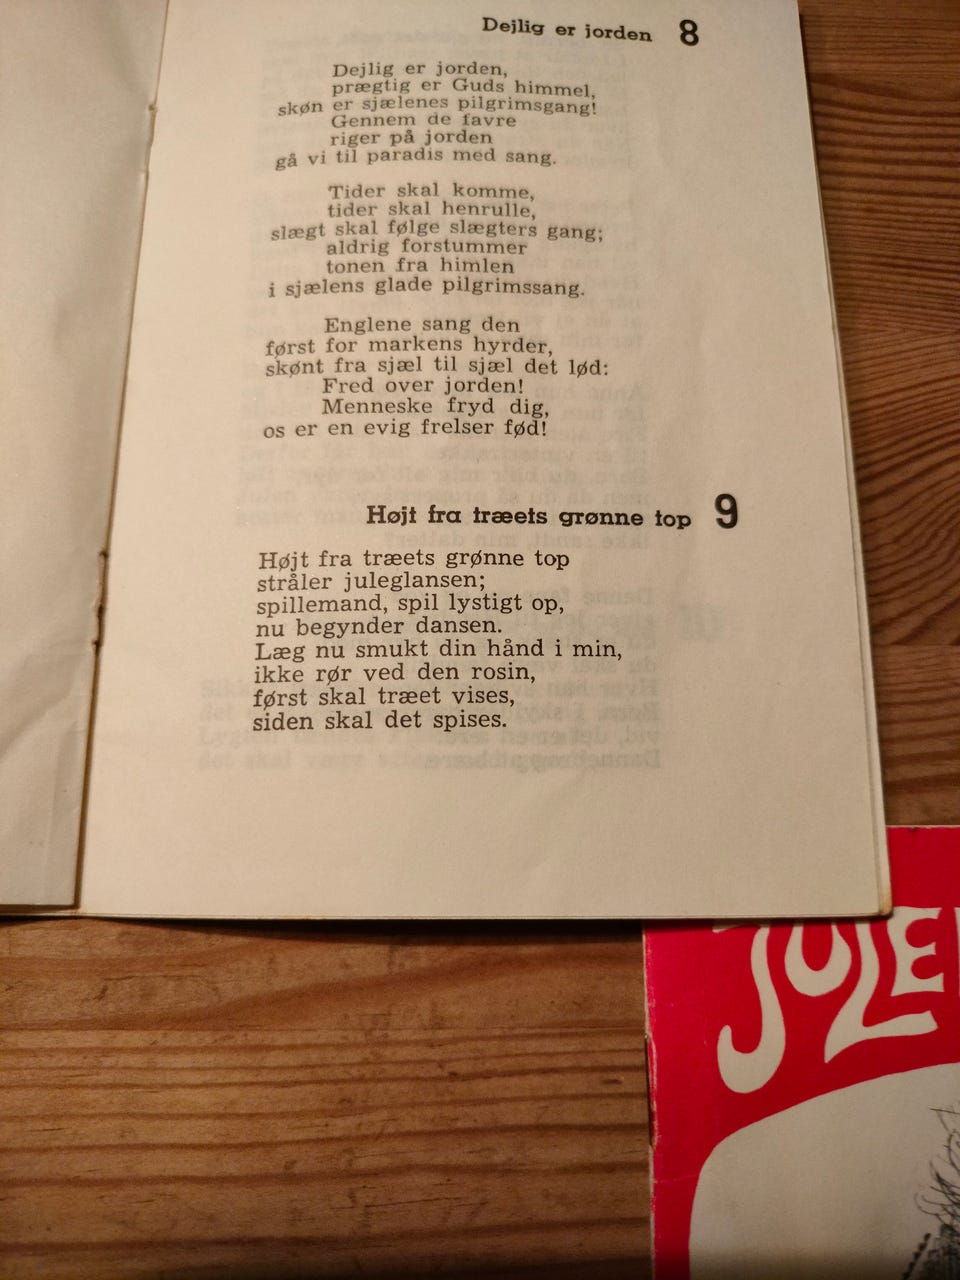 Dejlig er jorden 8
Dejlig er jorden,
prægtig er Guds himmel,
skøn er sjælenes pilgrimsgang!
Gennem de favre
riger på jorden
gå vi til paradis med sang.
Tider skal komme,
tider skal henrulle,
slægt skal følge slægters gang;
aldrig forstummer
tonen fra himlen
i sjælens glade pilgrimssang.
Englene sang den
først for markens hyrder,
skønt fra sjæl til sjæl det lød:
Fred over jorden!
Menneske fryd dig,
os er en evig frelser fød!
Højt fra træets grønne top 9
Højt fra træets grønne top
stråler juleglansen;
spillemand, spil lystigt op,
nu begynder dansen.
Læg nu smukt din hånd i min,
ikke rør ved den rosin,
først skal træet vises,
siden skal det spises.
JULE